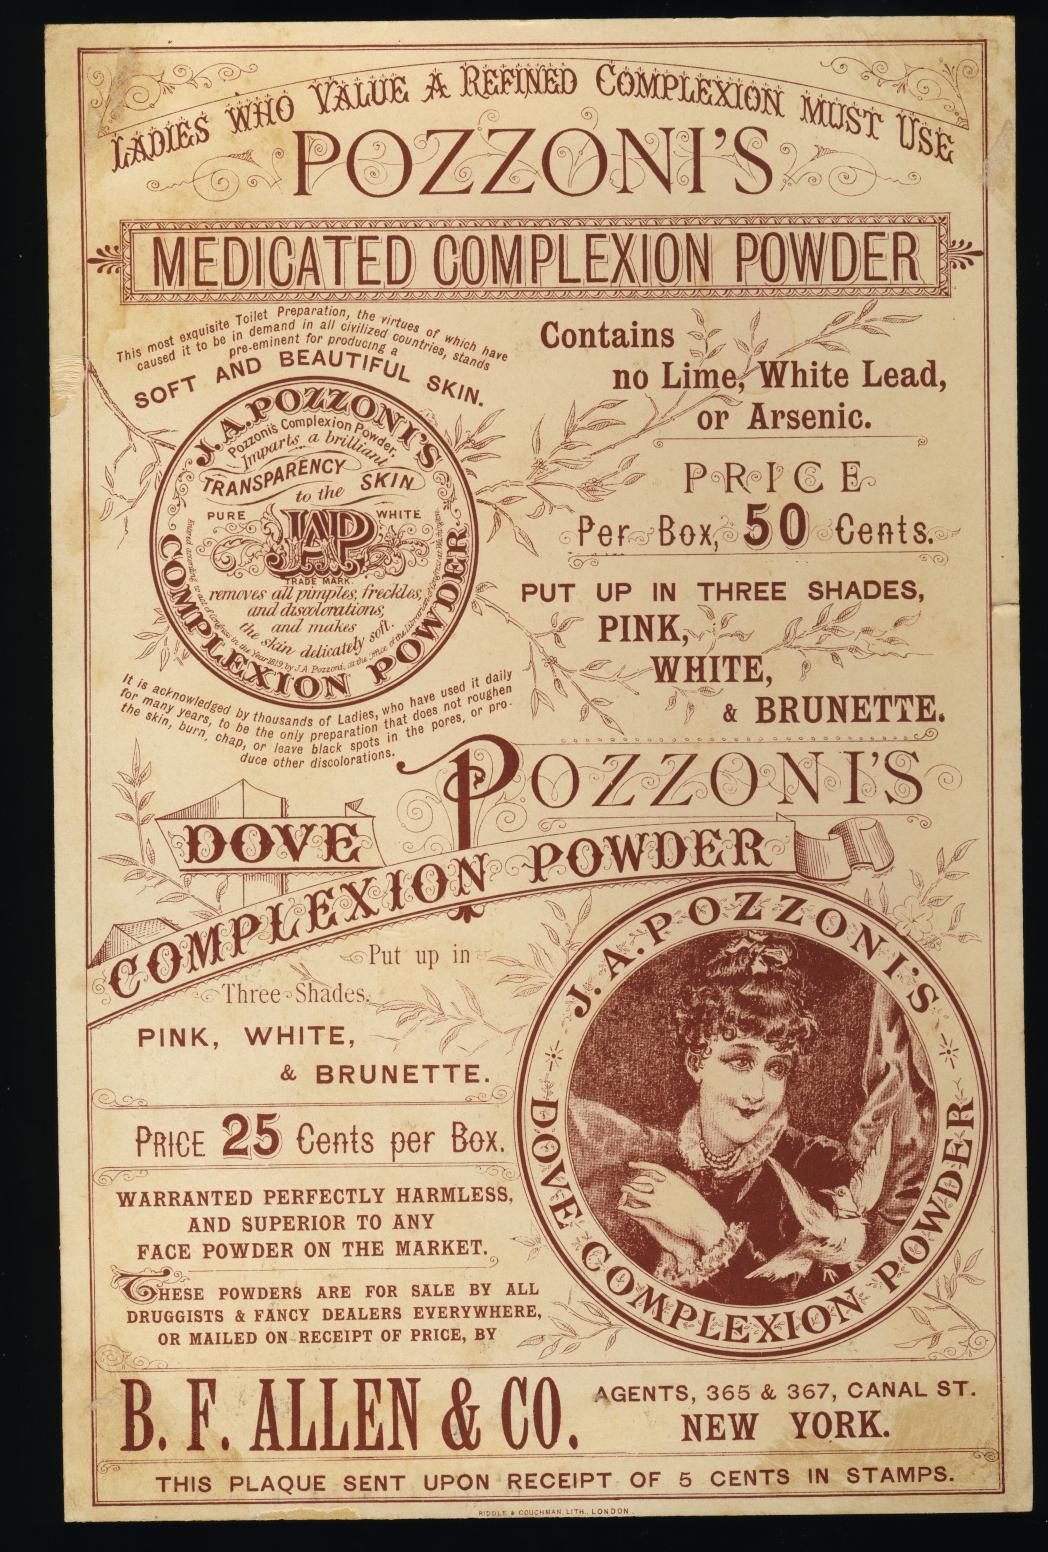 LADIES WHO VALUE A REFINED COMPLEXION MUST USE
POZZONI'S
MEDICATED COMPLEXION POWDER
This most exquisite Toilet Preparation, the virtues of which have
caused it to be in demand in all civilized countries, stands
pre-eminent for producing a
SOFT AND BEAUTIFUL SKIN.
J. A. POZZONI'S
Pozzoni's Complexion Powder,
Imparts a brilliant
TRANSPARENCY
to the SKIN
PURE JAP WHITE
TRADE MARK.
removes all pimples, freckles,
and discolorations,
and makes
the skin delicately soft.
COMPLEXION POWDER
It is acknowledged by thousands of Ladies, who have used it daily
for many years, to be the only preparation that does not roughen
the skin, burn, chap, or leave black spots in the pores, or pro-
duce other discolorations.
Contains
no Lime, White Lead,
or Arsenic.
PRICE
Per Box, 50 Cents.
PUT UP IN THREE SHADES,
PINK,
WHITE,
& BRUNETTE.
POZZONI'S
DOVE
COMPLEXION POWDER
Put up in
Three Shades.
PINK, WHITE,
& BRUNETTE.
PRICE 25 Cents per Box.
WARRANTED PERFECTLY HARMLESS,
AND SUPERIOR TO ANY
FACE POWDER ON THE MARKET.
THESE POWDERS ARE FOR SALE BY ALL
DRUGGISTS & FANCY DEALERS EVERYWHERE,
OR MAILED ON RECEIPT OF PRICE, BY
J. A. POZZONI'S
DOVE COMPLEXION POWDER
B. F. ALLEN & CO.
AGENTS, 365 & 367, CANAL ST.
NEW YORK.
THIS PLAQUE SENT UPON RECEIPT OF 5 CENTS IN STAMPS.
RIDDLE & COUCHMAN, LITH., LONDON.